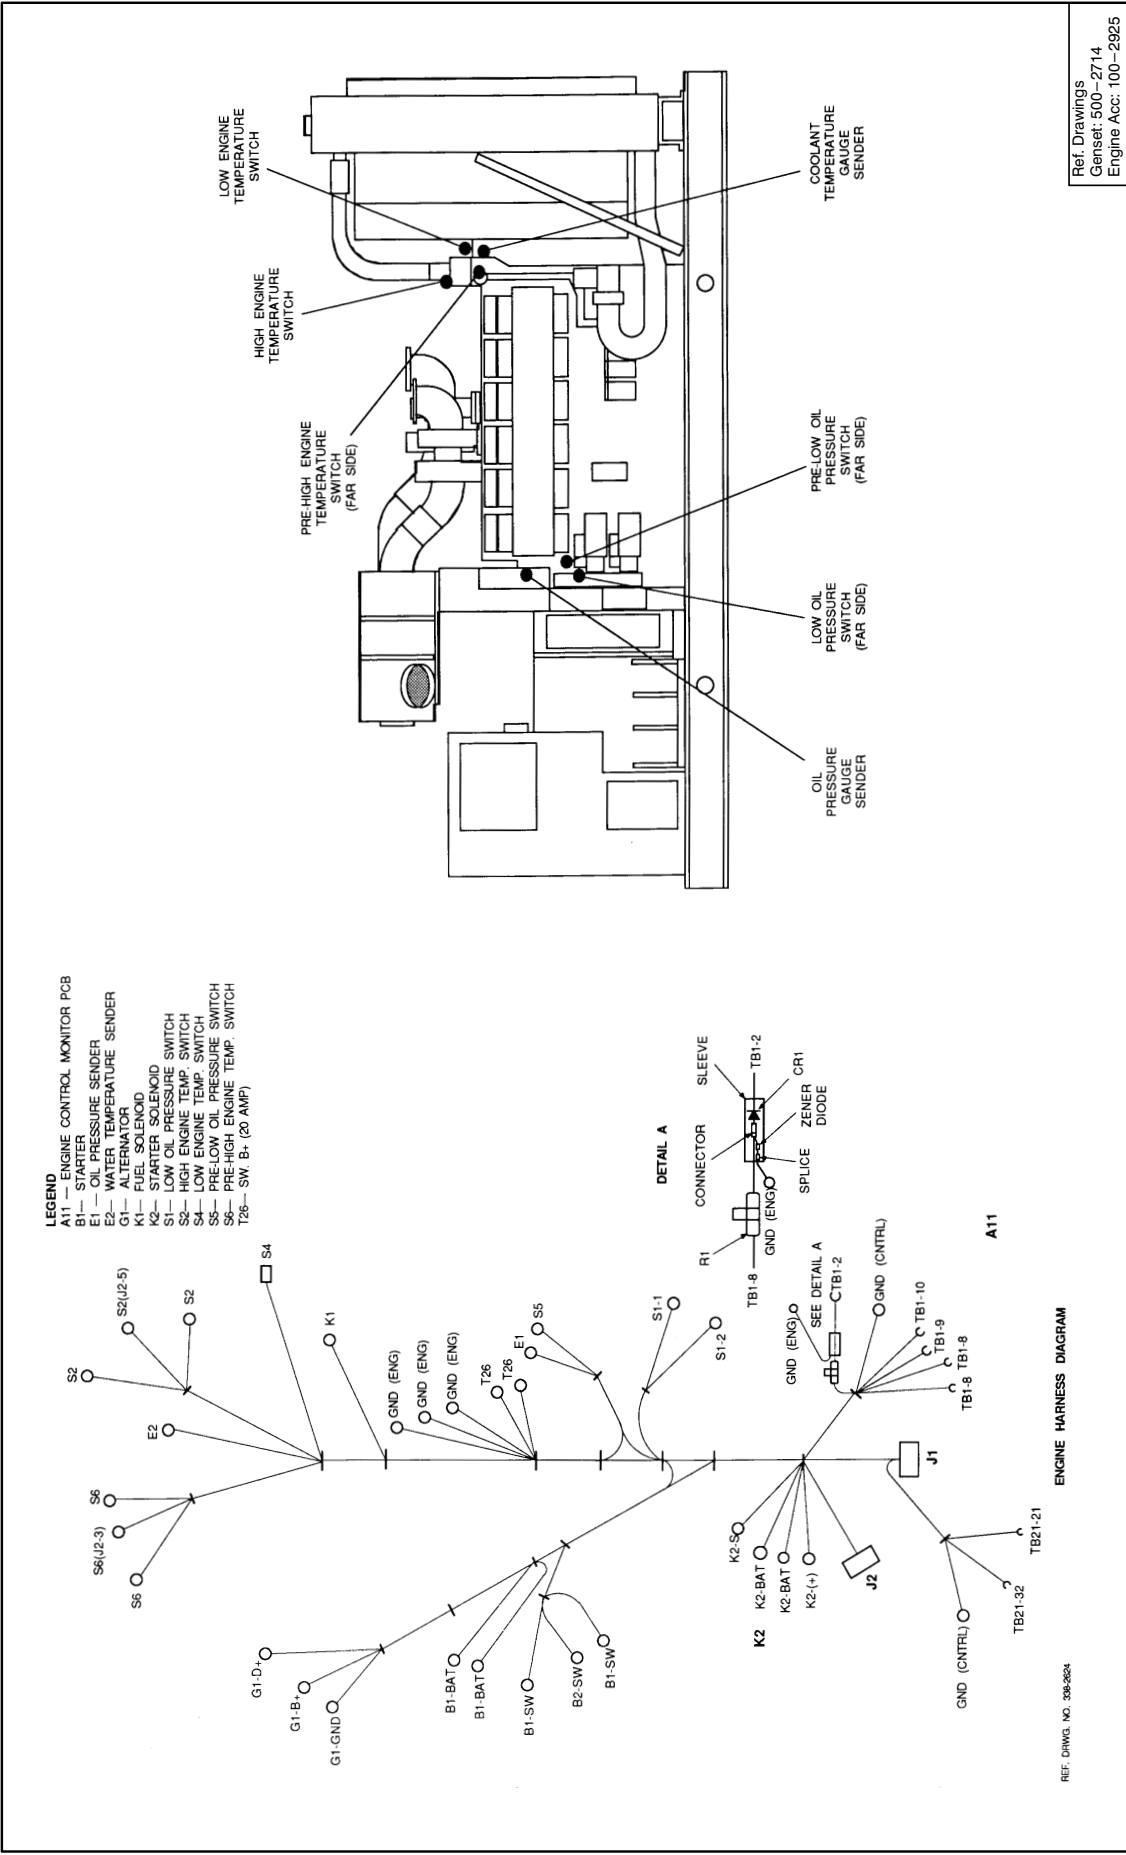 LEGEND
A11 — ENGINE CONTROL MONITOR PCB
B1— STARTER
E1 — OIL PRESSURE SENDER
E2— WATER TEMPERATURE SENDER
G1— ALTERNATOR
K1— FUEL SOLENOID
K2— STARTER SOLENOID
S1— LOW OIL PRESSURE SWITCH
S2— HIGH ENGINE TEMP. SWITCH
S4— LOW ENGINE TEMP. SWITCH
S5— PRE-LOW OIL PRESSURE SWITCH
S6— PRE-HIGH ENGINE TEMP. SWITCH
T26— SW. B+ (20 AMP)
S6
S6(J2-3)
S6
E2
S2
S2(J2-5)
S2
S4
K1
GND (ENG)
GND (ENG)
GND (ENG)
T26
T26
E1
S5
S1-1
S1-2
G1-D+
G1-B+
G1-GND
B1-BAT
B1-BAT
B1-SW
B2-SW
B1-SW
K2-S
K2-BAT
K2-BAT
K2-(+)
K2
J2
J1
GND (CNTRL)
TB21-32
TB21-21
GND (ENG)
SEE DETAIL A
TB1-2
GND (CNTRL)
TB1-10
TB1-9
TB1-8
TB1-8
A11
DETAIL A
CONNECTOR
SLEEVE
R1
TB1-8
GND (ENG)
SPLICE
ZENER
DIODE
CR1
TB1-2
ENGINE HARNESS DIAGRAM
REF. DRWG. NO. 338-2624
LOW ENGINE
TEMPERATURE
SWITCH
HIGH ENGINE
TEMPERATURE
SWITCH
PRE-HIGH ENGINE
TEMPERATURE
SWITCH
(FAR SIDE)
OIL
PRESSURE
GAUGE
SENDER
LOW OIL
PRESSURE
SWITCH
(FAR SIDE)
PRE-LOW OIL
PRESSURE
SWITCH
(FAR SIDE)
COOLANT
TEMPERATURE
GAUGE
SENDER
Ref. Drawings
Genset: 500–2714
Engine Acc: 100–2925